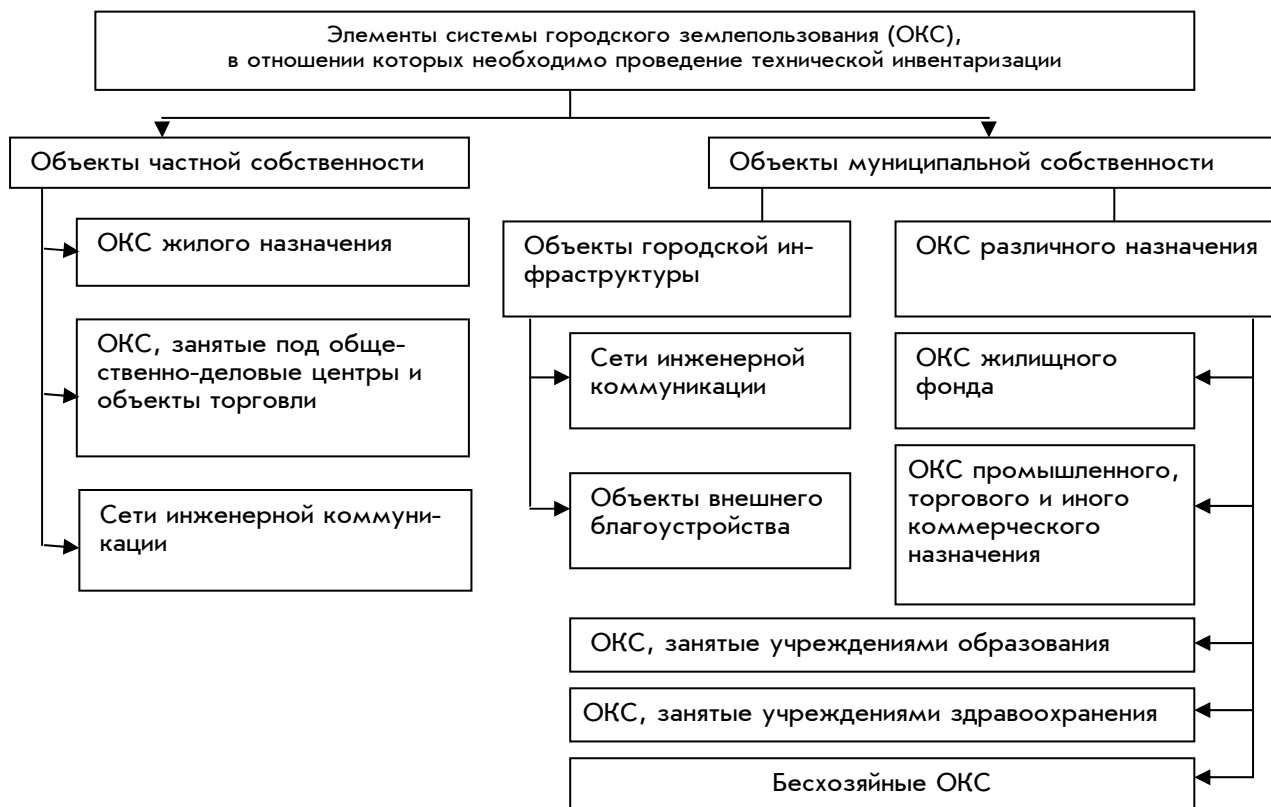 Элементы системы городского землепользования (ОКС),
в отношении которых необходимо проведение технической инвентаризации
Объекты частной собственности
Объекты муниципальной собственности
ОКС жилого назначения
ОКС, занятые под обще-
ственно-деловые центры и
объекты торговли
Сети инженерной коммуни-
кации
Объекты городской ин-
фраструктуры
ОКС различного назначения
Сети инженерной
коммуникации
Объекты внешнего
благоустройства
ОКС жилищного
фонда
ОКС промышленного,
торгового и иного
коммерческого
назначения
ОКС, занятые учреждениями образования
ОКС, занятые учреждениями здравоохранения
Бесхозяйные ОКС